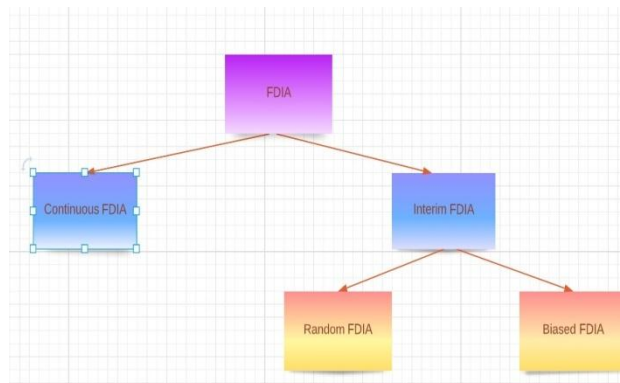 FDIA
Continuous FDIA
Interim FDIA
Random FDIA
Biased FDIA